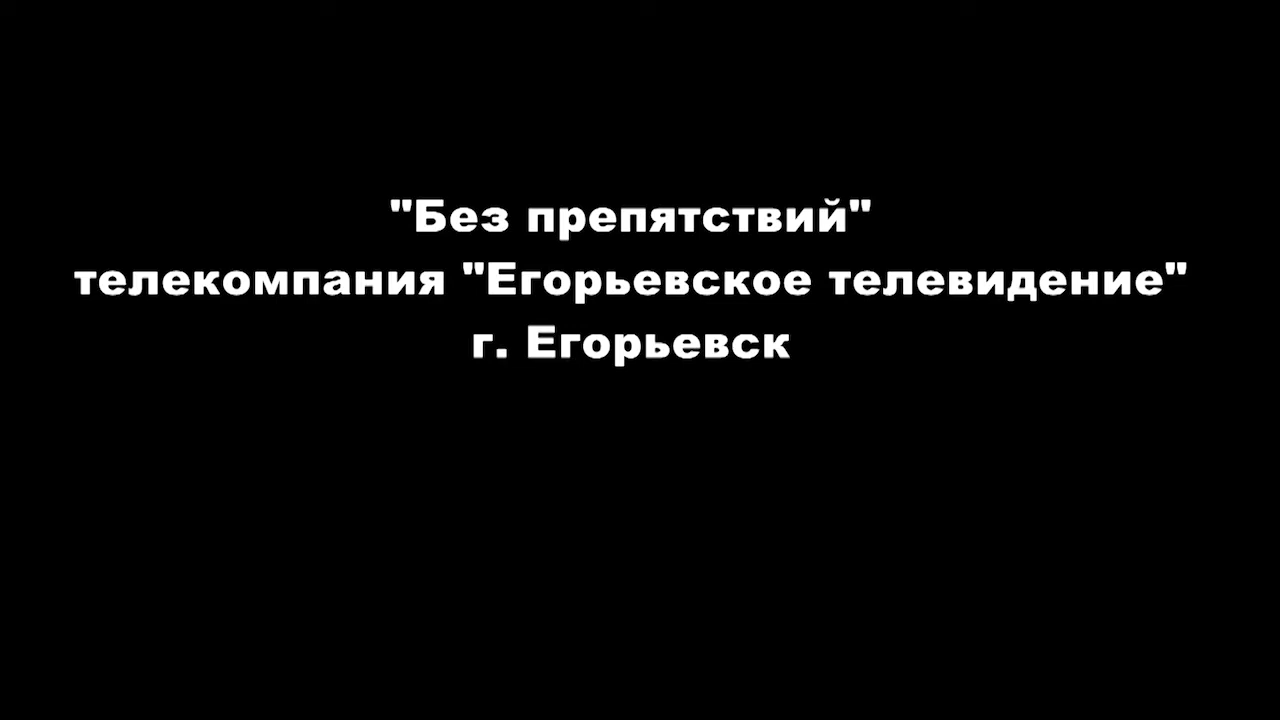 "Без препятствий"
телекомпания "Егорьевское телевидение"
г. Егорьевск